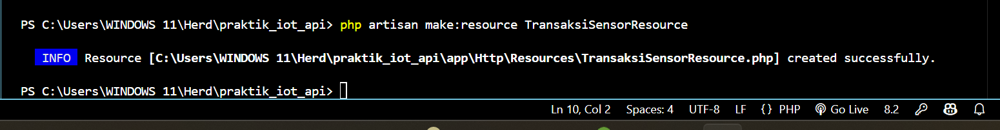 PS C:\Users\WINDOWS 11\Herd\praktik_iot_api> php artisan make:resource TransaksiSensorResource
INFO Resource [C:\Users\WINDOWS 11\Herd\praktik_iot_api\app\Http\Resources\TransaksiSensorResource.php] created successfully.
PS C:\Users\WINDOWS 11\Herd\praktik_iot_api>
Ln 10, Col 2 Spaces: 4 UTF-8 LF {} PHP Go Live 8.2